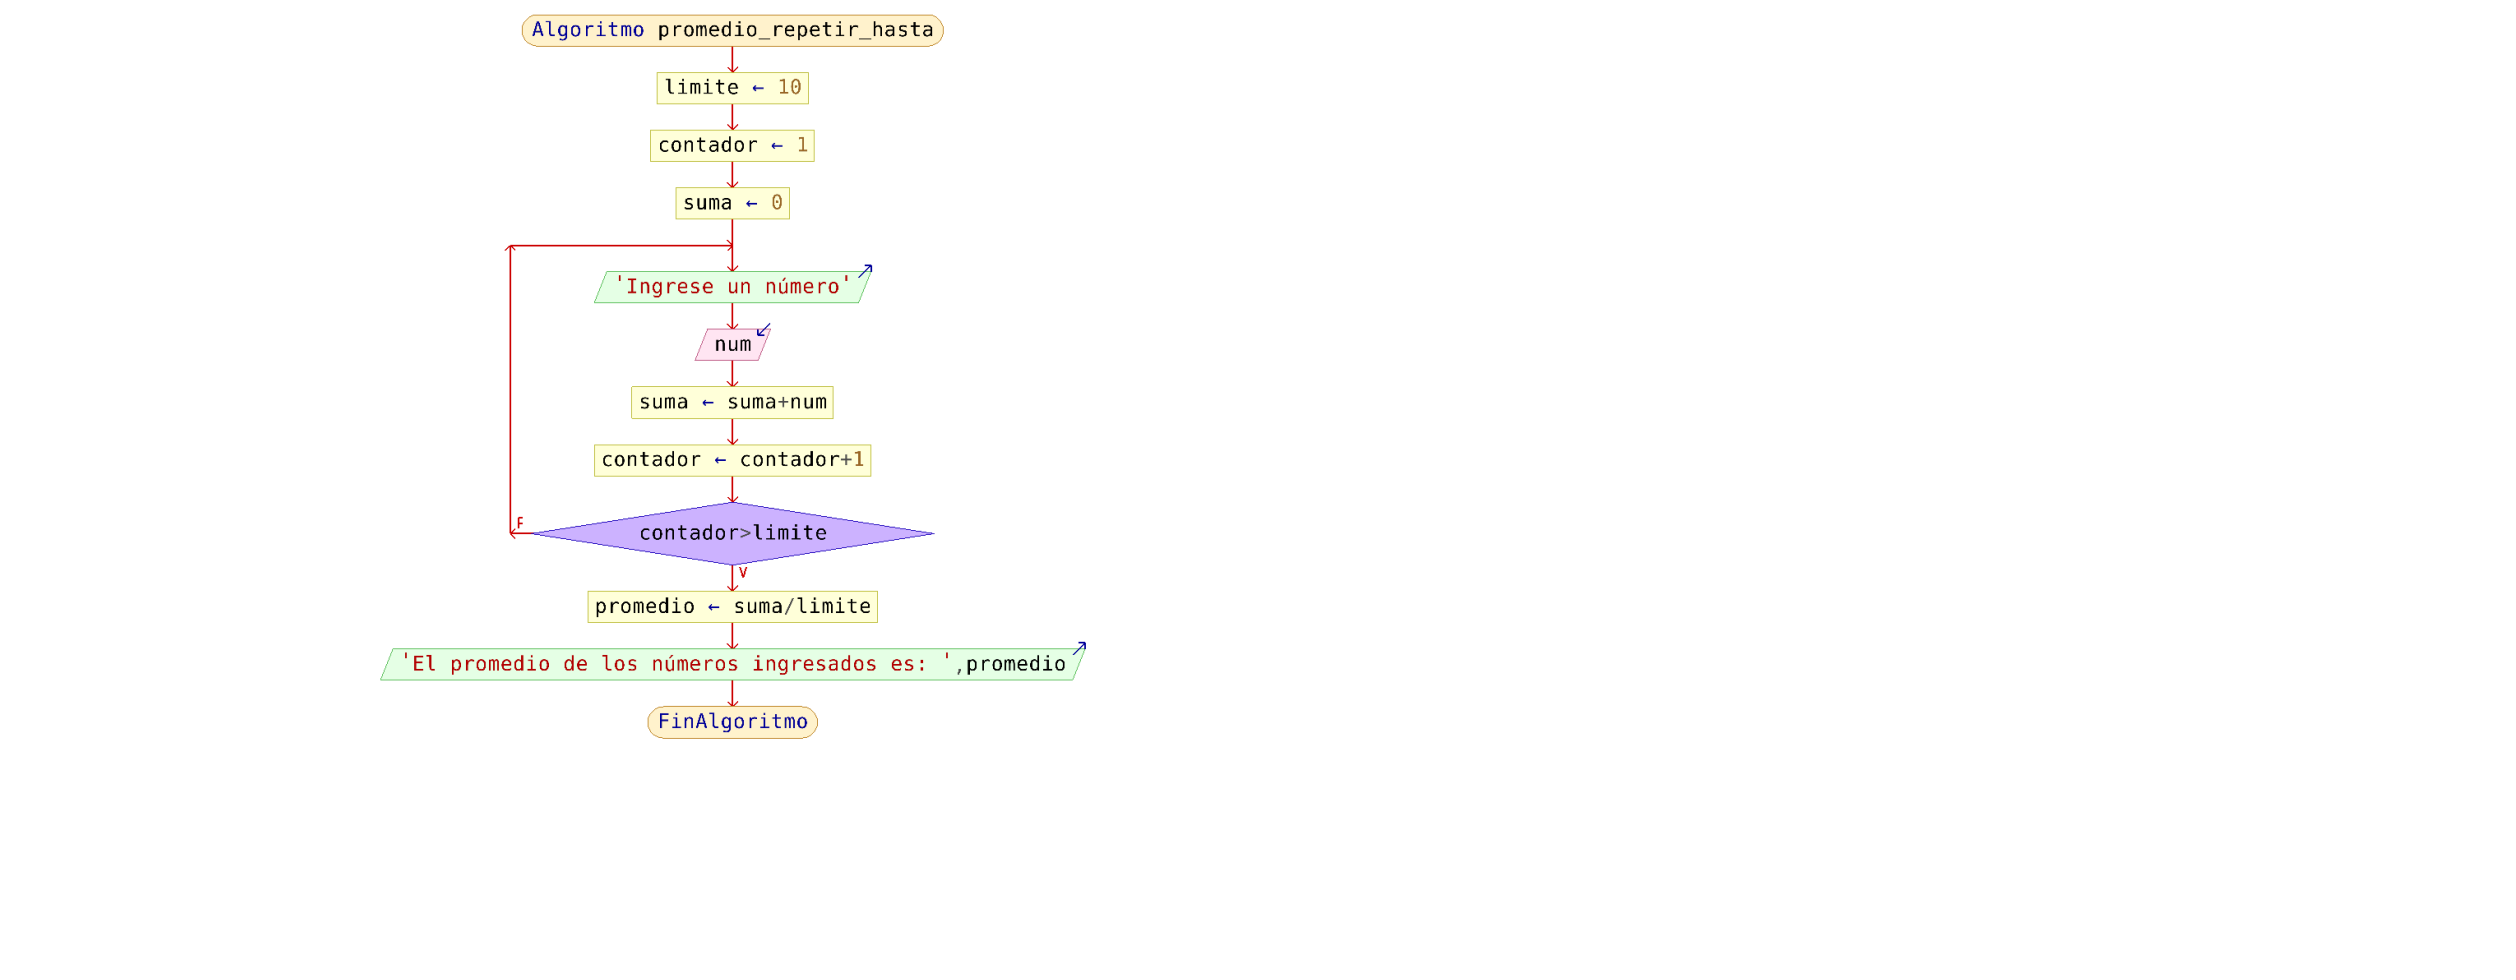 Algoritmo promedio_repetir_hasta
limite ← 10
contador ← 1
suma ← 0
'Ingrese un número'
num
suma ← suma+num
contador ← contador+1
F
contador>limite
V
promedio ← suma/limite
'El promedio de los números ingresados es: ',promedio
FinAlgoritmo